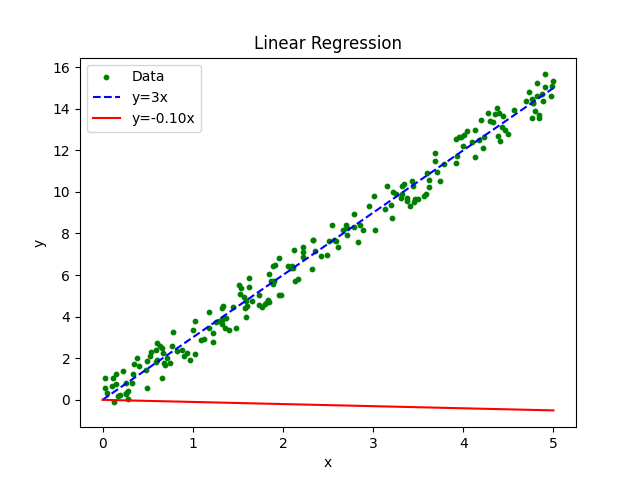 Linear Regression
Data
y=3x
y=-0.10x
16
14
12
10
8
6
4
2
0
y
0 1 2 3 4 5
x